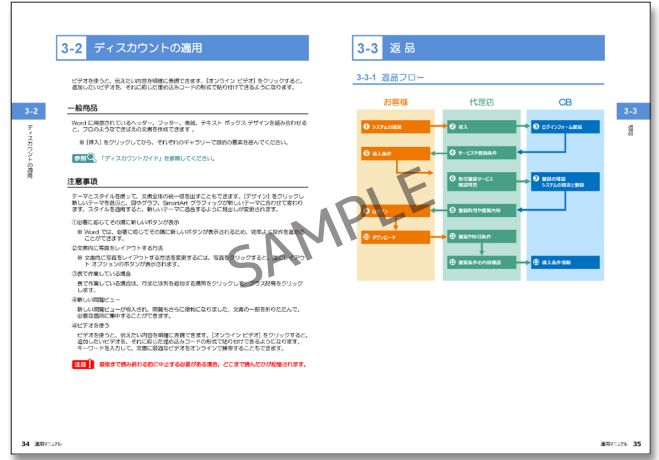 3-2 ディスカウントの適用
ビデオを使うと、伝えたい内容を明確に表現できます。[オンライン ビデオ] をクリックすると、
追加したいビデオを、それに応じた埋め込みコードの形式で貼り付けできるようになります。
一般商品
Word に用意されているヘッダー、フッター、表紙、テキスト ボックス デザインを組み合わせる
と、プロのようなできばえの文書を作成できます。
※ [挿入] をクリックしてから、それぞれのギャラリーで目的の要素を選んでください。
参照 「ディスカウントガイド」を参照してください。
注意事項
テーマとスタイルを使って、文書全体の統一感を出すこともできます。[デザイン] をクリックし
新しいテーマを選ぶと、図やグラフ、SmartArt グラフィックが新しいテーマに合わせて変わり
ます。スタイルを適用すると、新しいテーマに適合するように見出しが変更されます。
①必要に応じてその場に新しいボタンが表示
※ Word では、必要に応じてその場に新しいボタンが表示されるため、効率よく操作を進める
ことができます。
②文書内に写真をレイアウトする方法
※ 文書内に写真をレイアウトする方法を変更するには、写真をクリックすると、隣にレイアウ
ト オプションのボタンが表示されます。
③表で作業している場合
表で作業している場合は、行または列を追加する場所をクリックして、プラス記号をクリック
します。
④新しい閲覧ビュー
新しい閲覧ビューが導入され、閲覧もさらに便利になりました。文書の一部を折りたたんで、
必要な箇所に集中することができます。
⑤ビデオを使う
ビデオを使うと、伝えたい内容を明確に表現できます。[オンライン ビデオ] をクリックすると、
追加したいビデオを、それに応じた埋め込みコードの形式で貼り付けできるようになります。
キーワードを入力して、文書に最適なビデオをオンラインで検索することもできます。
注意! 最後まで読み終わる前に中止する必要がある場合、どこまで読んだかが記憶されます。
3-2
ディスカウントの適用
34 運用マニュアル
SAMPLE
3-3 返品
3-3-1 返品フロー
お客様 代理店 CB
❶ システムの提案 ❷ 導入 ❸ ログインフォーム提案
❺ 導入条件 ❹ サービス登録条件
❼ 登録の確認
システムの設定と登録
❽ 登録取引や提案内容
ダウンロード
⓬ 提案条件の内容確認 ⓭ 導入条件情報
3-3
返品
運用マニュアル 35